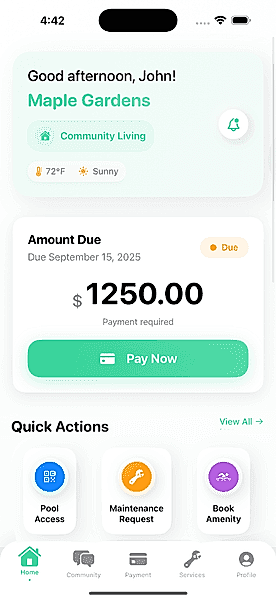 4:42
Good afternoon, John!
Maple Gardens
Community Living
72°F Sunny
Amount Due
Due
Due September 15, 2025
$1250.00
Payment required
Pay Now
Quick Actions
View All →
Pool Access
Maintenance Request
Book Amenity
Home Community Payment Services Profile